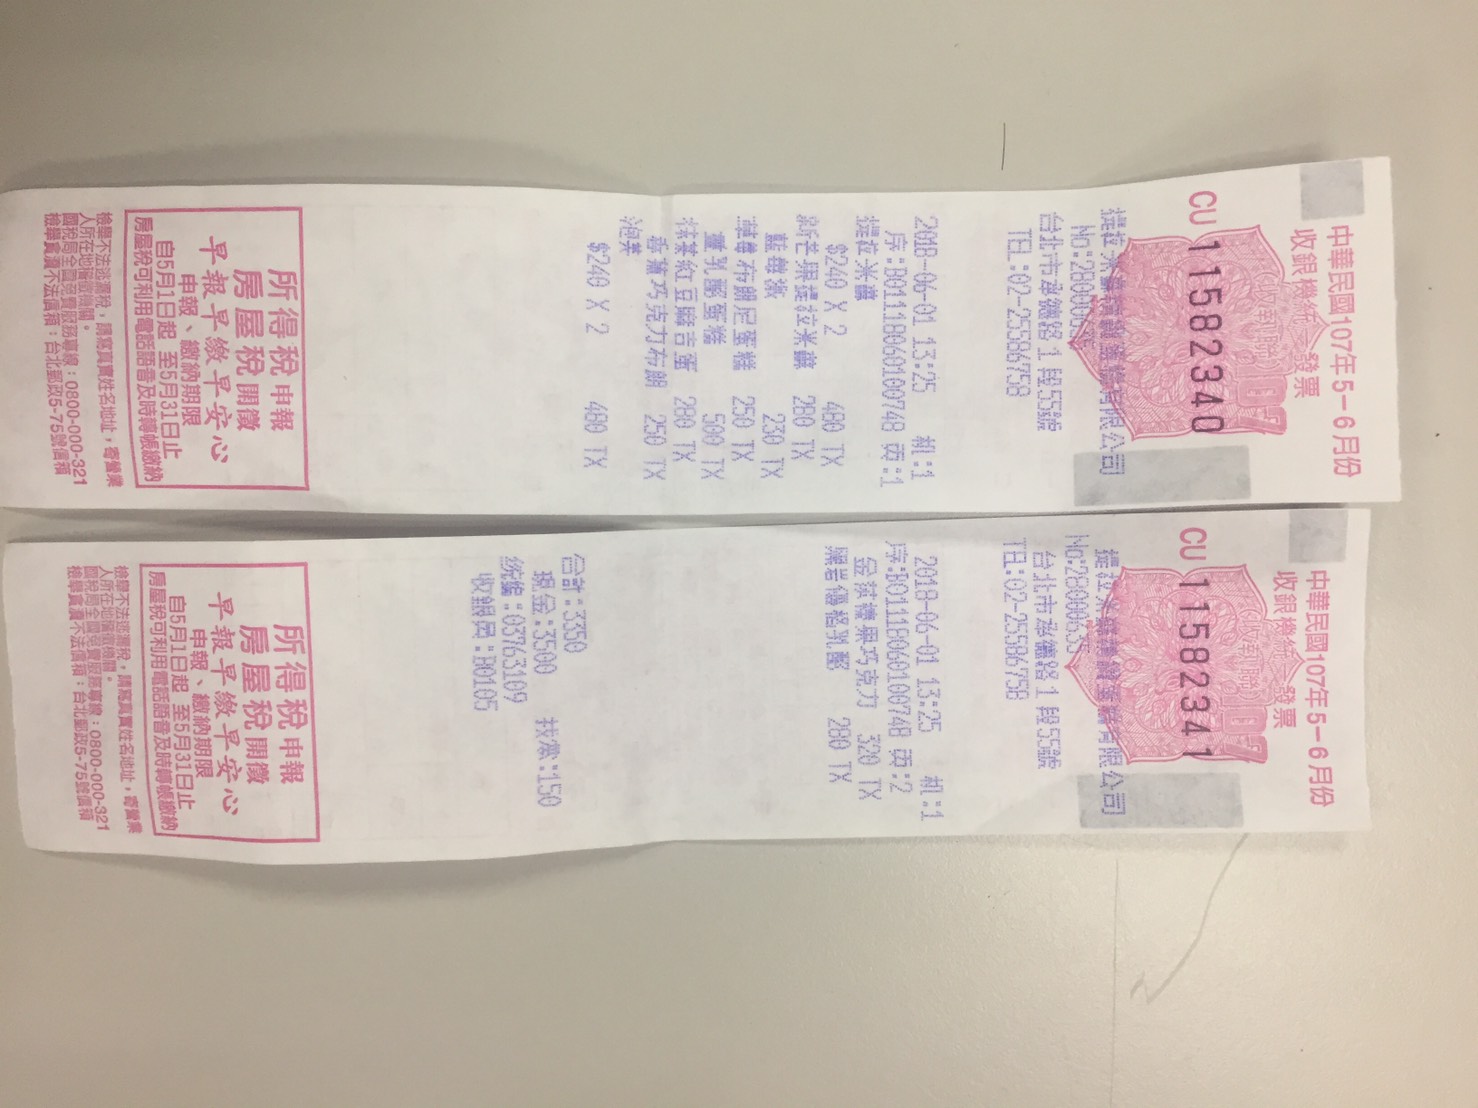 中華民國107年5－6月份
收銀機統一發票
(收執聯)
107
CU 11582340
提拉米蘇精緻蛋糕有限公司
No:28000635
台北市承德路1段55號
TEL:02-25586758
2018-06-01 13:25 机:1
序:B01118060100748 頁:1
提拉米蘇
$240 X 2 480 TX
新芒果提拉米蘇 280 TX
藍莓派 230 TX
草莓布朗尼蛋糕 250 TX
重乳酪蛋糕 500 TX
抹茶紅豆麻吉蛋 280 TX
香蕉巧克力布朗 250 TX
泡芙
$240 X 2 480 TX
所得稅申報
房屋稅開徵
早報早繳早安心
申報、繳納期限
自5月1日起 至5月31日止
房屋稅可利用電話語音及時轉帳繳納
檢舉不法逃漏稅，請寫真實姓名地址，寄營業
人所在地稽徵機關。
國稅局全國免費服務專線：0800-000-321
檢舉貪瀆不法信箱：台北郵政5-75號信箱
中華民國107年5－6月份
收銀機統一發票
(收執聯)
107
CU 11582341
提拉米蘇精緻蛋糕有限公司
No:28000635
台北市承德路1段55號
TEL:02-25586758
2018-06-01 13:25 机:1
序:B01118060100748 頁:2
金莎榛果巧克力 320 TX
黑岩優格乳酪 280 TX
合計:3350
現金:3500 找零:150
統編:03763109
收銀員:B0105
所得稅申報
房屋稅開徵
早報早繳早安心
申報、繳納期限
自5月1日起 至5月31日止
房屋稅可利用電話語音及時轉帳繳納
檢舉不法逃漏稅，請寫真實姓名地址，寄營業
人所在地稽徵機關。
國稅局全國免費服務專線：0800-000-321
檢舉貪瀆不法信箱：台北郵政5-75號信箱